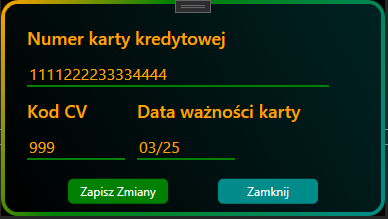 Numer karty kredytowej
1111222233334444
Kod CV Data ważności karty
999 03/25
Zapisz Zmiany Zamknij